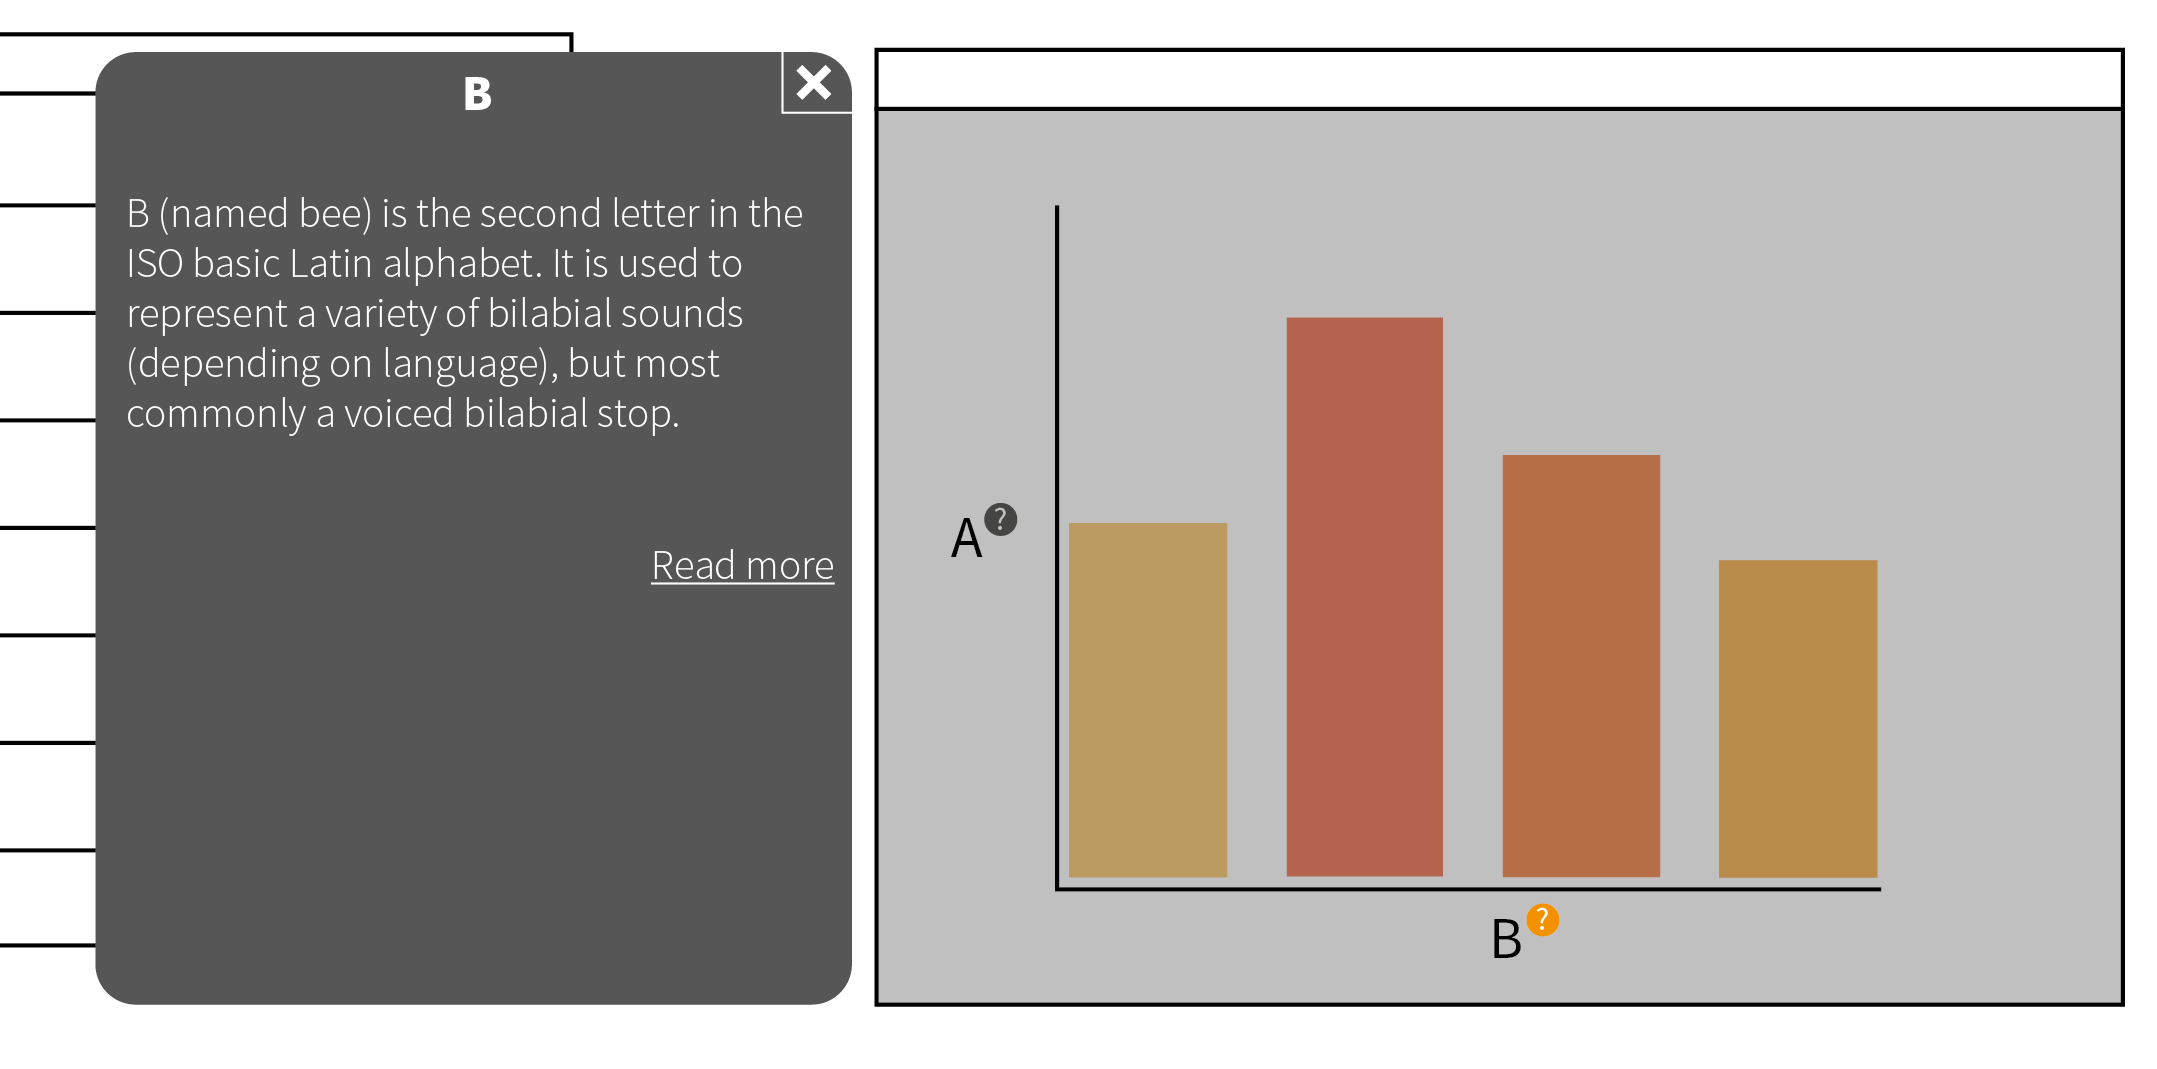 B
B (named bee) is the second letter in the
ISO basic Latin alphabet. It is used to
represent a variety of bilabial sounds
(depending on language), but most
commonly a voiced bilabial stop.
Read more
A ?
B ?